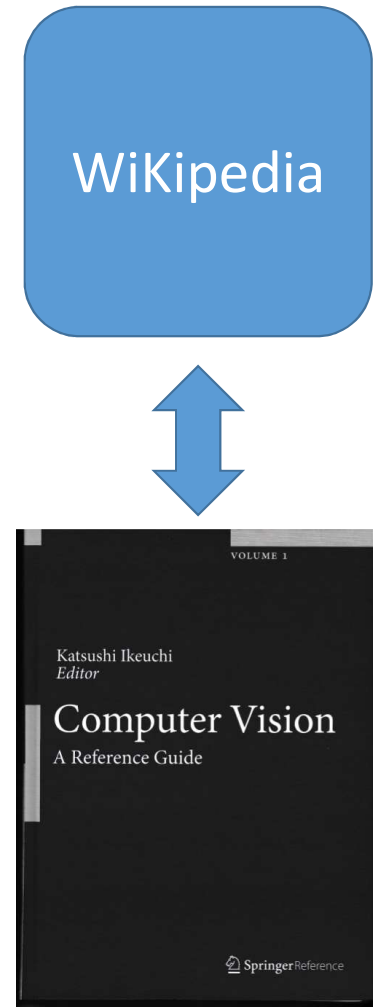 WiKipedia
VOLUME 1
Katsushi Ikeuchi
Editor
Computer Vision
A Reference Guide
Springer Reference